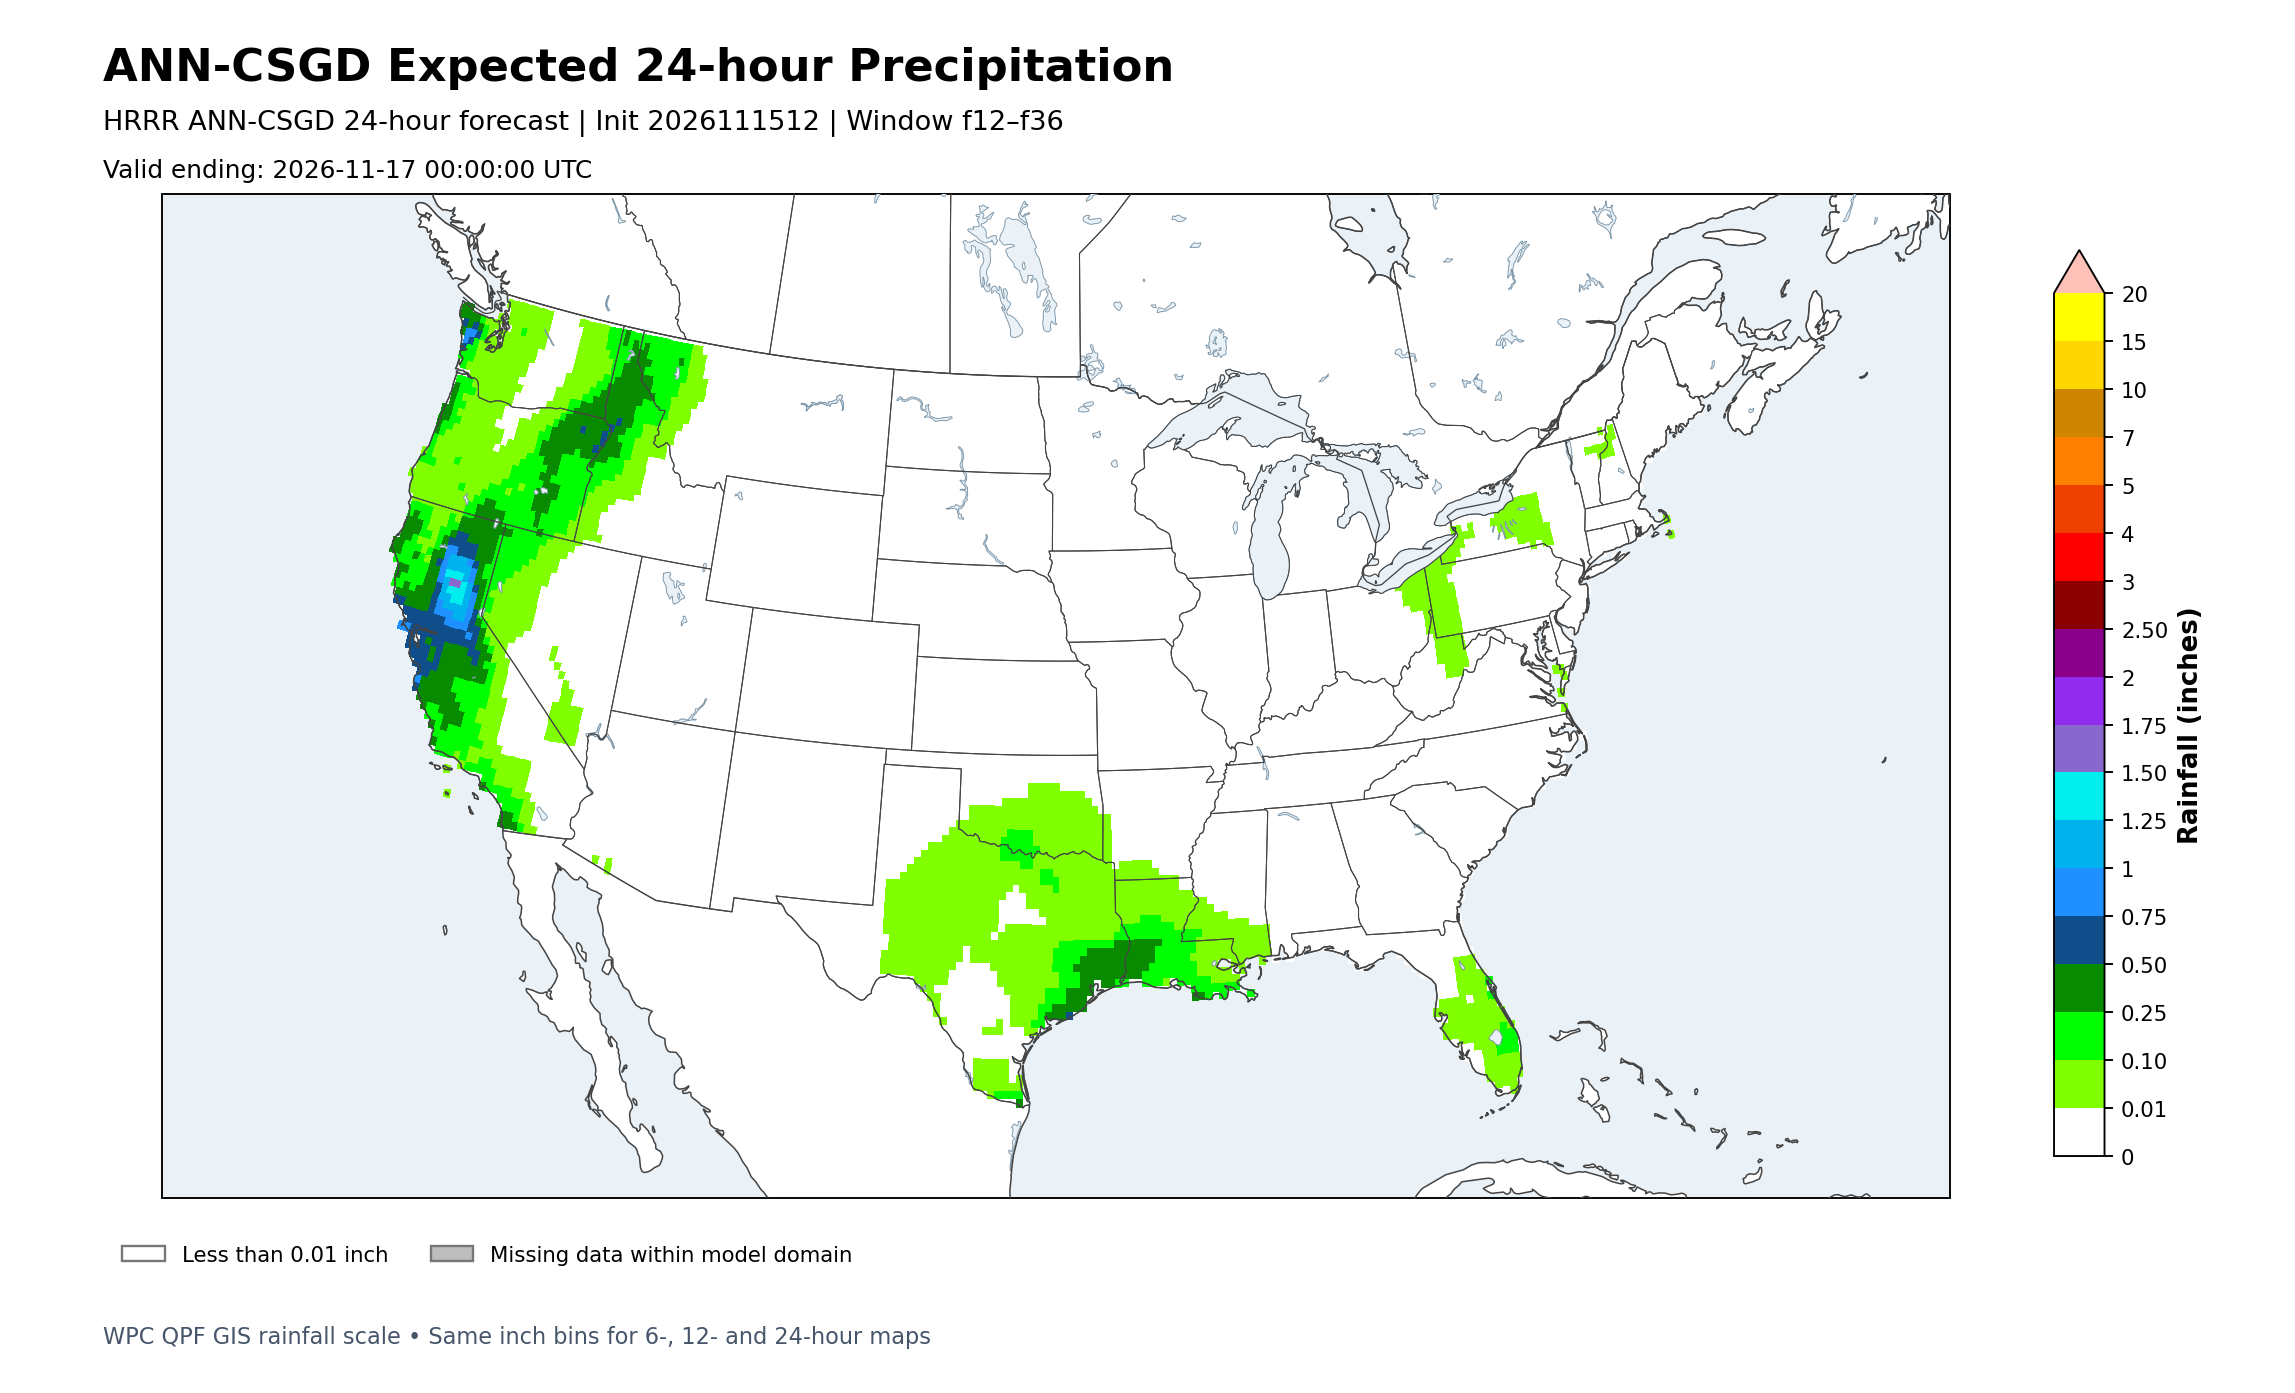 ANN-CSGD Expected 24-hour Precipitation
HRRR ANN-CSGD 24-hour forecast | Init 2026111512 | Window f12–f36
Valid ending: 2026-11-17 00:00:00 UTC
20
15
10
7
5
4
3
2.50
2
1.75
1.50
1.25
1
0.75
0.50
0.25
0.10
0.01
0
Rainfall (inches)
Less than 0.01 inch
Missing data within model domain
WPC QPF GIS rainfall scale • Same inch bins for 6-, 12- and 24-hour maps